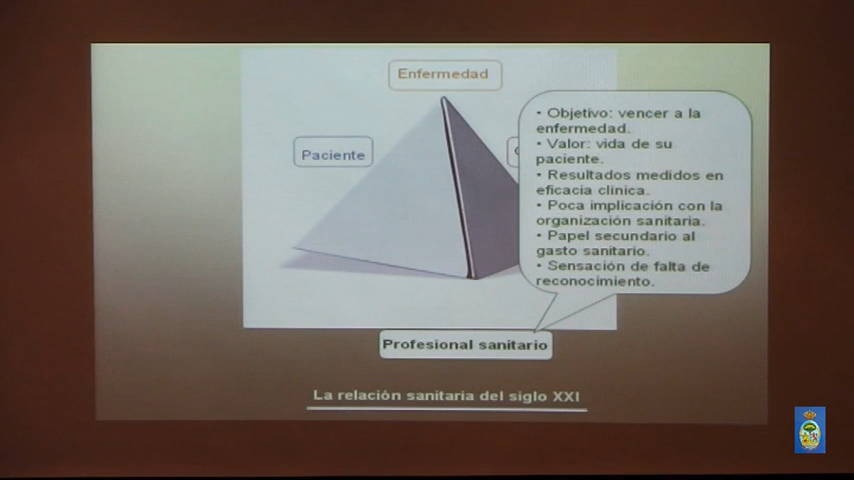 Enfermedad
Paciente
• Objetivo: vencer a la
enfermedad.
• Valor: vida de su
paciente.
• Resultados medidos en
eficacia clínica.
• Poca implicación con la
organización sanitaria.
• Papel secundario al
gasto sanitario.
• Sensación de falta de
reconocimiento.
Profesional sanitario
La relación sanitaria del siglo XXI